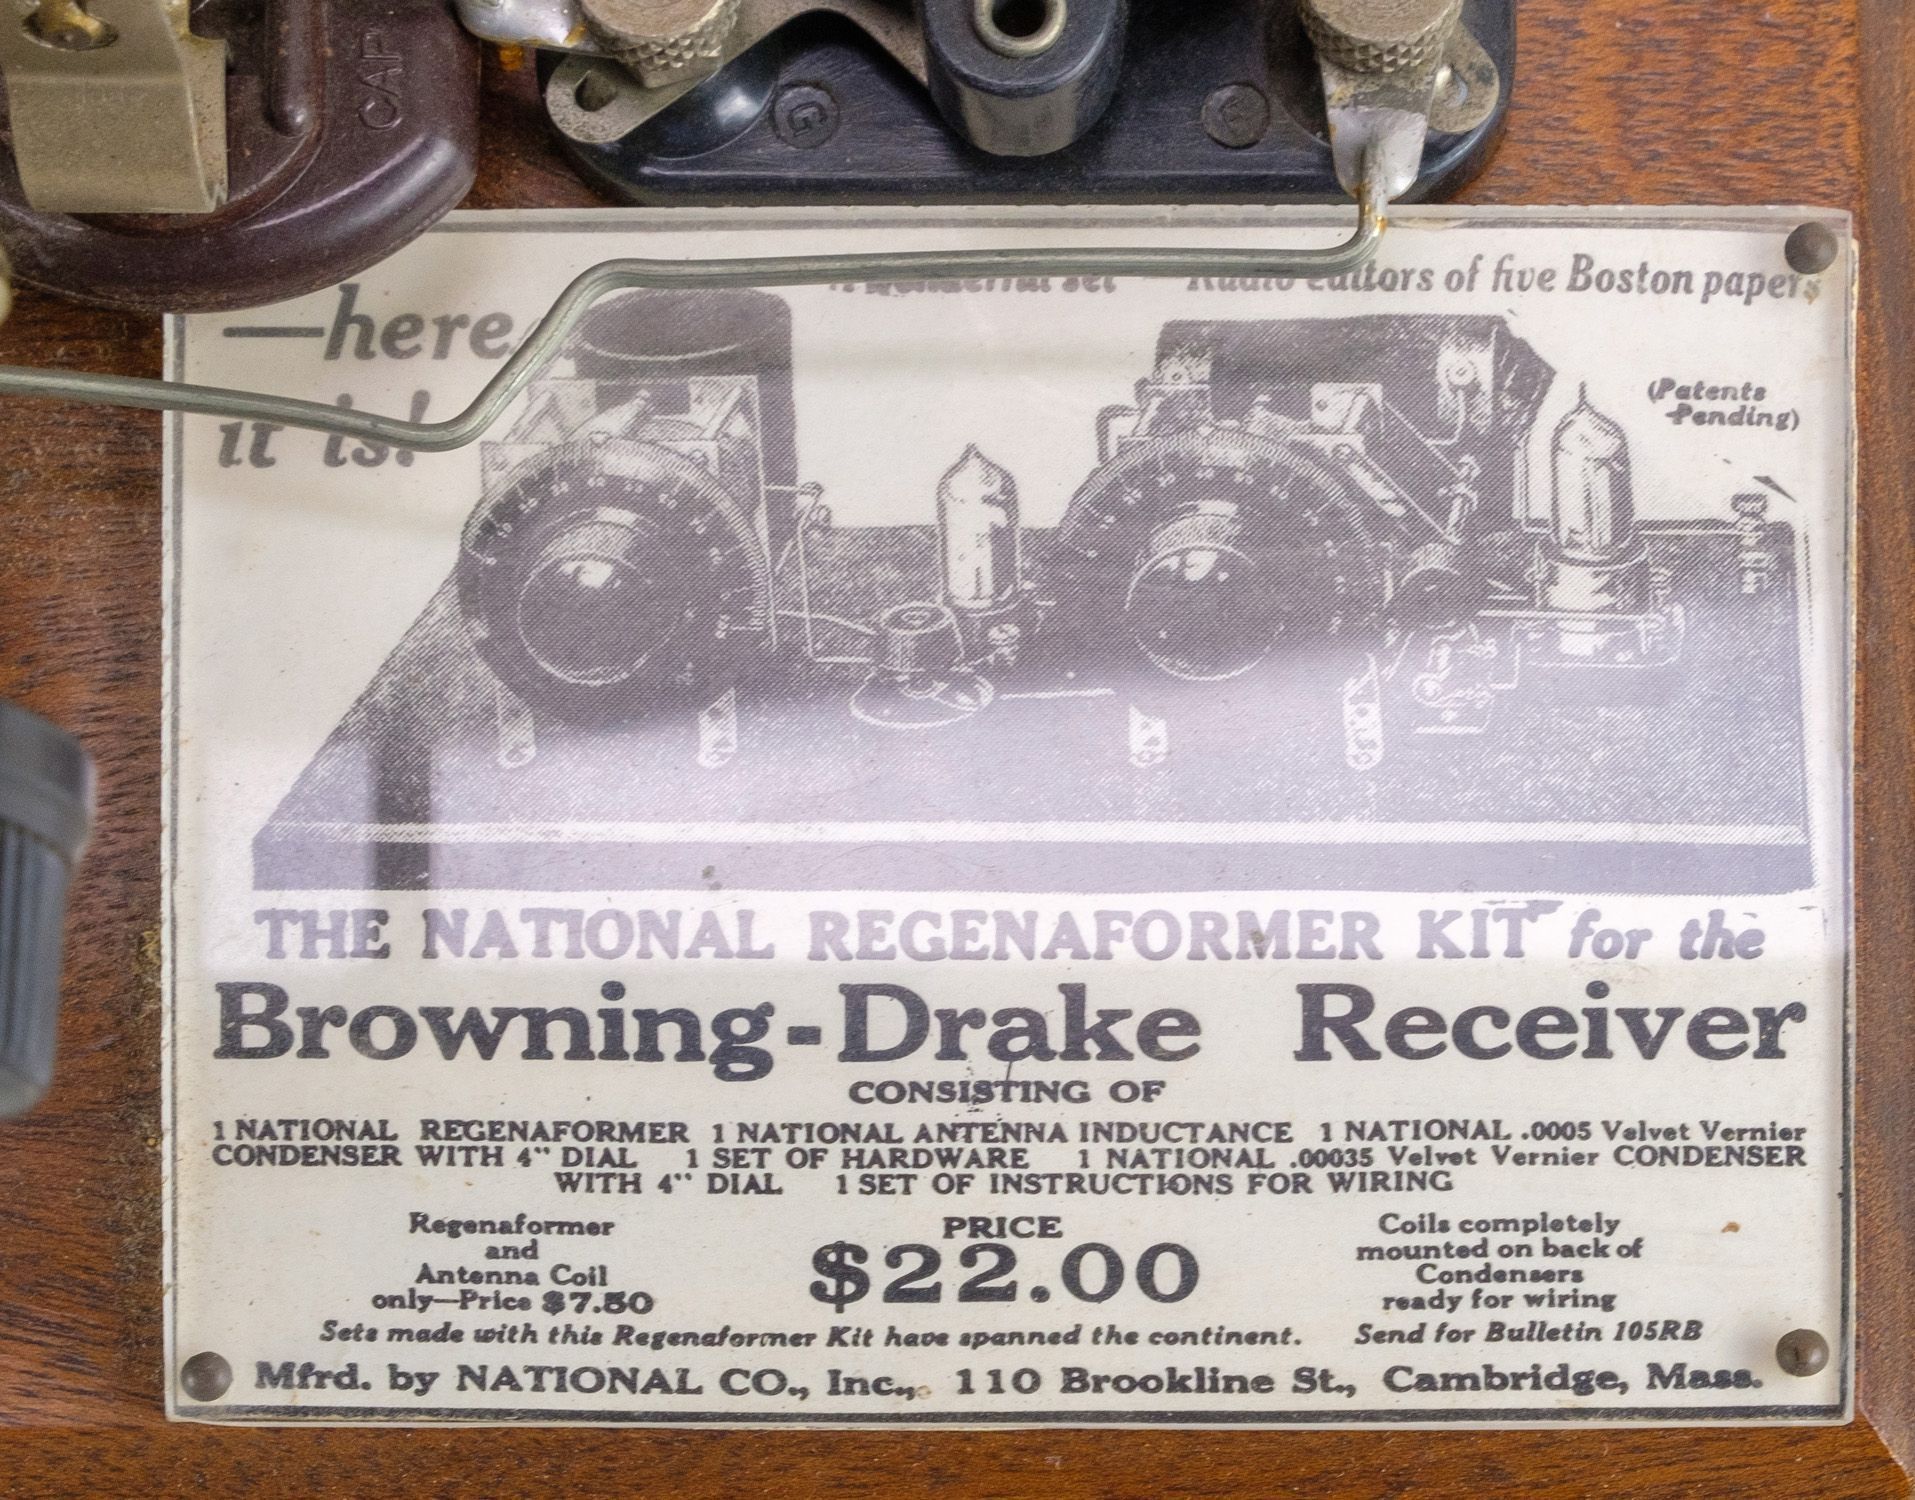 CAP
G
A wonderful set Radio Editors of five Boston papers
—here
it is!
(Patents
Pending)
THE NATIONAL REGENAFORMER KIT for the
Browning-Drake Receiver
CONSISTING OF
1 NATIONAL REGENAFORMER 1 NATIONAL ANTENNA INDUCTANCE 1 NATIONAL .0005 Velvet Vernier
CONDENSER WITH 4" DIAL 1 SET OF HARDWARE 1 NATIONAL .00035 Velvet Vernier CONDENSER
WITH 4" DIAL 1 SET OF INSTRUCTIONS FOR WIRING
Regenaformer
and
Antenna Coil
only—Price $7.50
PRICE
$22.00
Coils completely
mounted on back of
Condensers
ready for wiring
Sets made with this Regenaformer Kit have spanned the continent. Send for Bulletin 105RB
Mfrd. by NATIONAL CO., Inc., 110 Brookline St., Cambridge, Mass.